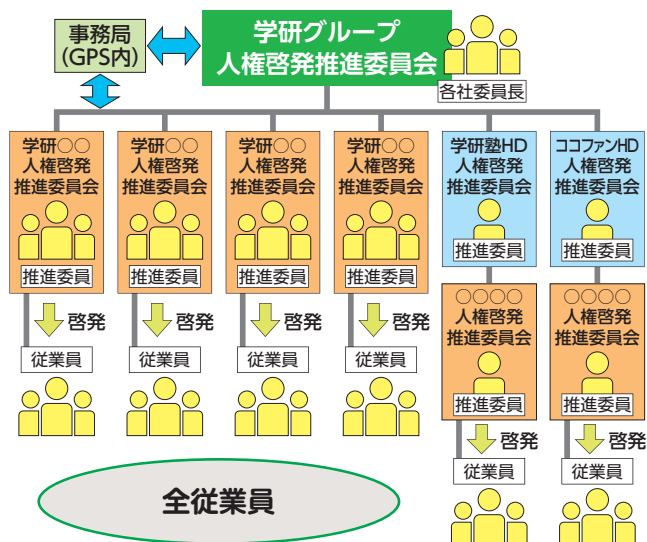 事務局
(GPS内)
学研グループ
人権啓発推進委員会
各社委員長
学研○○
人権啓発
推進委員会
推進委員
啓発
従業員
学研○○
人権啓発
推進委員会
推進委員
啓発
従業員
学研○○
人権啓発
推進委員会
推進委員
啓発
従業員
学研○○
人権啓発
推進委員会
推進委員
啓発
従業員
学研塾HD
人権啓発
推進委員会
推進委員
○○○○
人権啓発
推進委員会
推進委員
啓発
従業員
ココファンHD
人権啓発
推進委員会
推進委員
○○○○
人権啓発
推進委員会
推進委員
啓発
従業員
全従業員